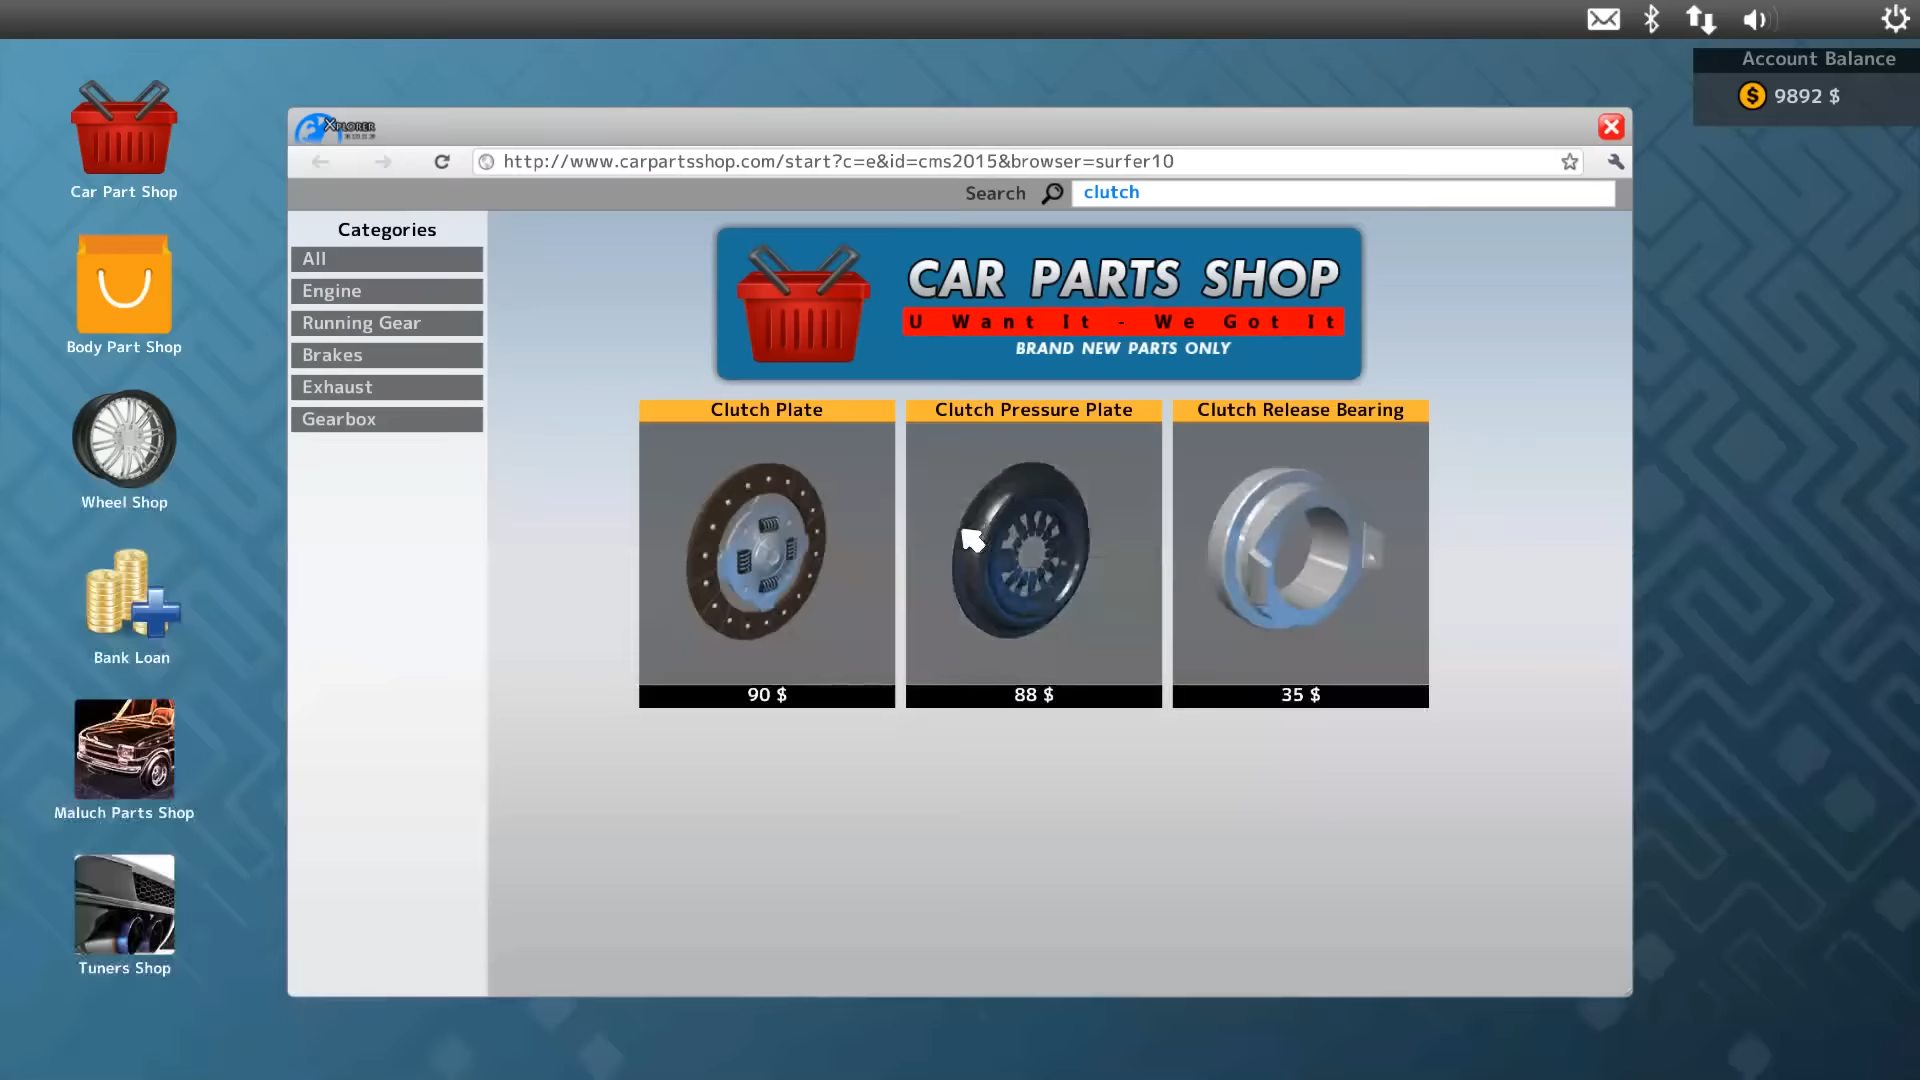 Account Balance
9892 $
Car Part Shop
Body Part Shop
Wheel Shop
Bank Loan
Maluch Parts Shop
Tuners Shop
XPLORER
http://www.carpartsshop.com/start?c=e&id=cms2015&browser=surfer10
Search clutch
Categories
All
Engine
Running Gear
Brakes
Exhaust
Gearbox
CAR PARTS SHOP
U Want It - We Got It
BRAND NEW PARTS ONLY
Clutch Plate
90 $
Clutch Pressure Plate
88 $
Clutch Release Bearing
35 $